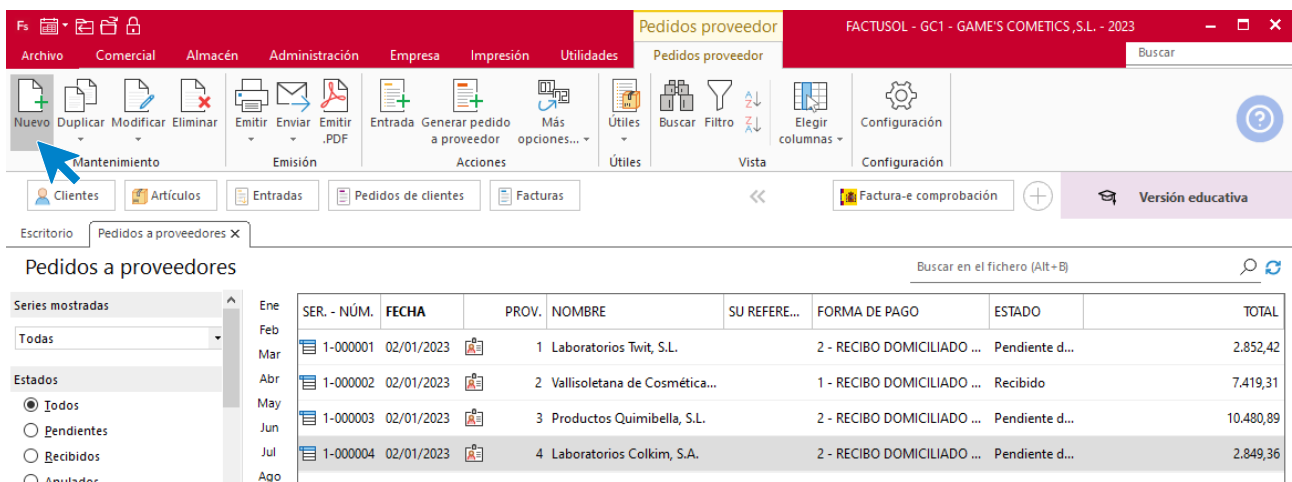 Fs Pedidos proveedor FACTUSOL - GC1 - GAME'S COMETICS ,S.L. - 2023
Archivo Comercial Almacén Administración Empresa Impresión Utilidades Pedidos proveedor Buscar
Nuevo Duplicar Modificar Eliminar Emitir Enviar Emitir .PDF Entrada Generar pedido a proveedor Más opciones... Útiles Buscar Filtro Elegir columnas Configuración
Mantenimiento Emisión Acciones Útiles Vista Configuración
Clientes Artículos Entradas Pedidos de clientes Facturas Factura-e comprobación Versión educativa
Escritorio Pedidos a proveedores X
Pedidos a proveedores Buscar en el fichero (Alt+B)
Series mostradas
Todas
Estados
Todos
Pendientes
Recibidos
Anulados
Ene
Feb
Mar
Abr
May
Jun
Jul
Ago
SER. - NÚM. FECHA PROV. NOMBRE SU REFERE... FORMA DE PAGO ESTADO TOTAL
1-000001 02/01/2023 1 Laboratorios Twit, S.L. 2 - RECIBO DOMICILIADO ... Pendiente d... 2.852,42
1-000002 02/01/2023 2 Vallisoletana de Cosmética... 1 - RECIBO DOMICILIADO ... Recibido 7.419,31
1-000003 02/01/2023 3 Productos Quimibella, S.L. 2 - RECIBO DOMICILIADO ... Pendiente d... 10.480,89
1-000004 02/01/2023 4 Laboratorios Colkim, S.A. 2 - RECIBO DOMICILIADO ... Pendiente d... 2.849,36